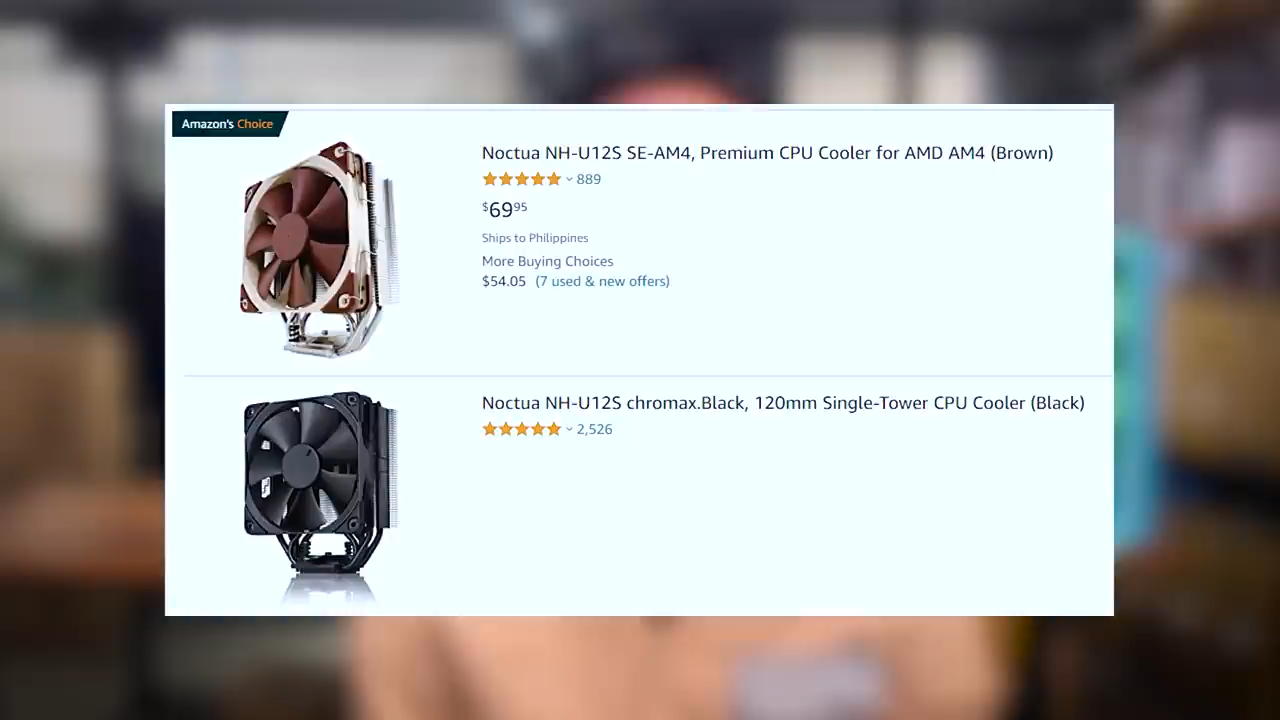 Amazon's Choice
Noctua NH-U12S SE-AM4, Premium CPU Cooler for AMD AM4 (Brown)
889
$69⁹⁵
Ships to Philippines
More Buying Choices
$54.05 (7 used & new offers)
Noctua NH-U12S chromax.Black, 120mm Single-Tower CPU Cooler (Black)
2,526